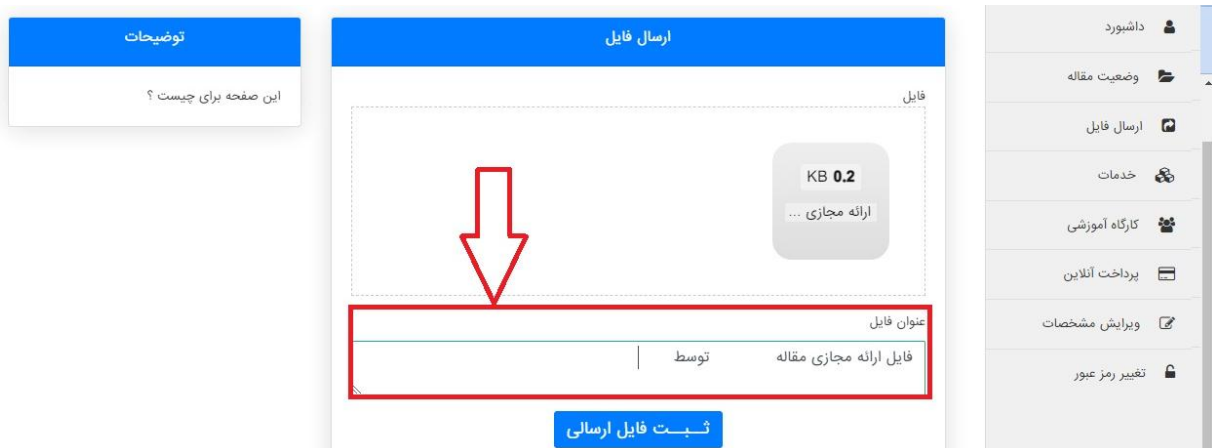 داشبورد
وضعیت مقاله
ارسال فایل
خدمات
کارگاه آموزشی
پرداخت آنلاین
ویرایش مشخصات
تغییر رمز عبور
ارسال فایل
فایل
0.2 KB
ارائه مجازی ...
عنوان فایل
فایل ارائه مجازی مقاله توسط
ثـبــت فایل ارسالی
توضیحات
این صفحه برای چیست ؟